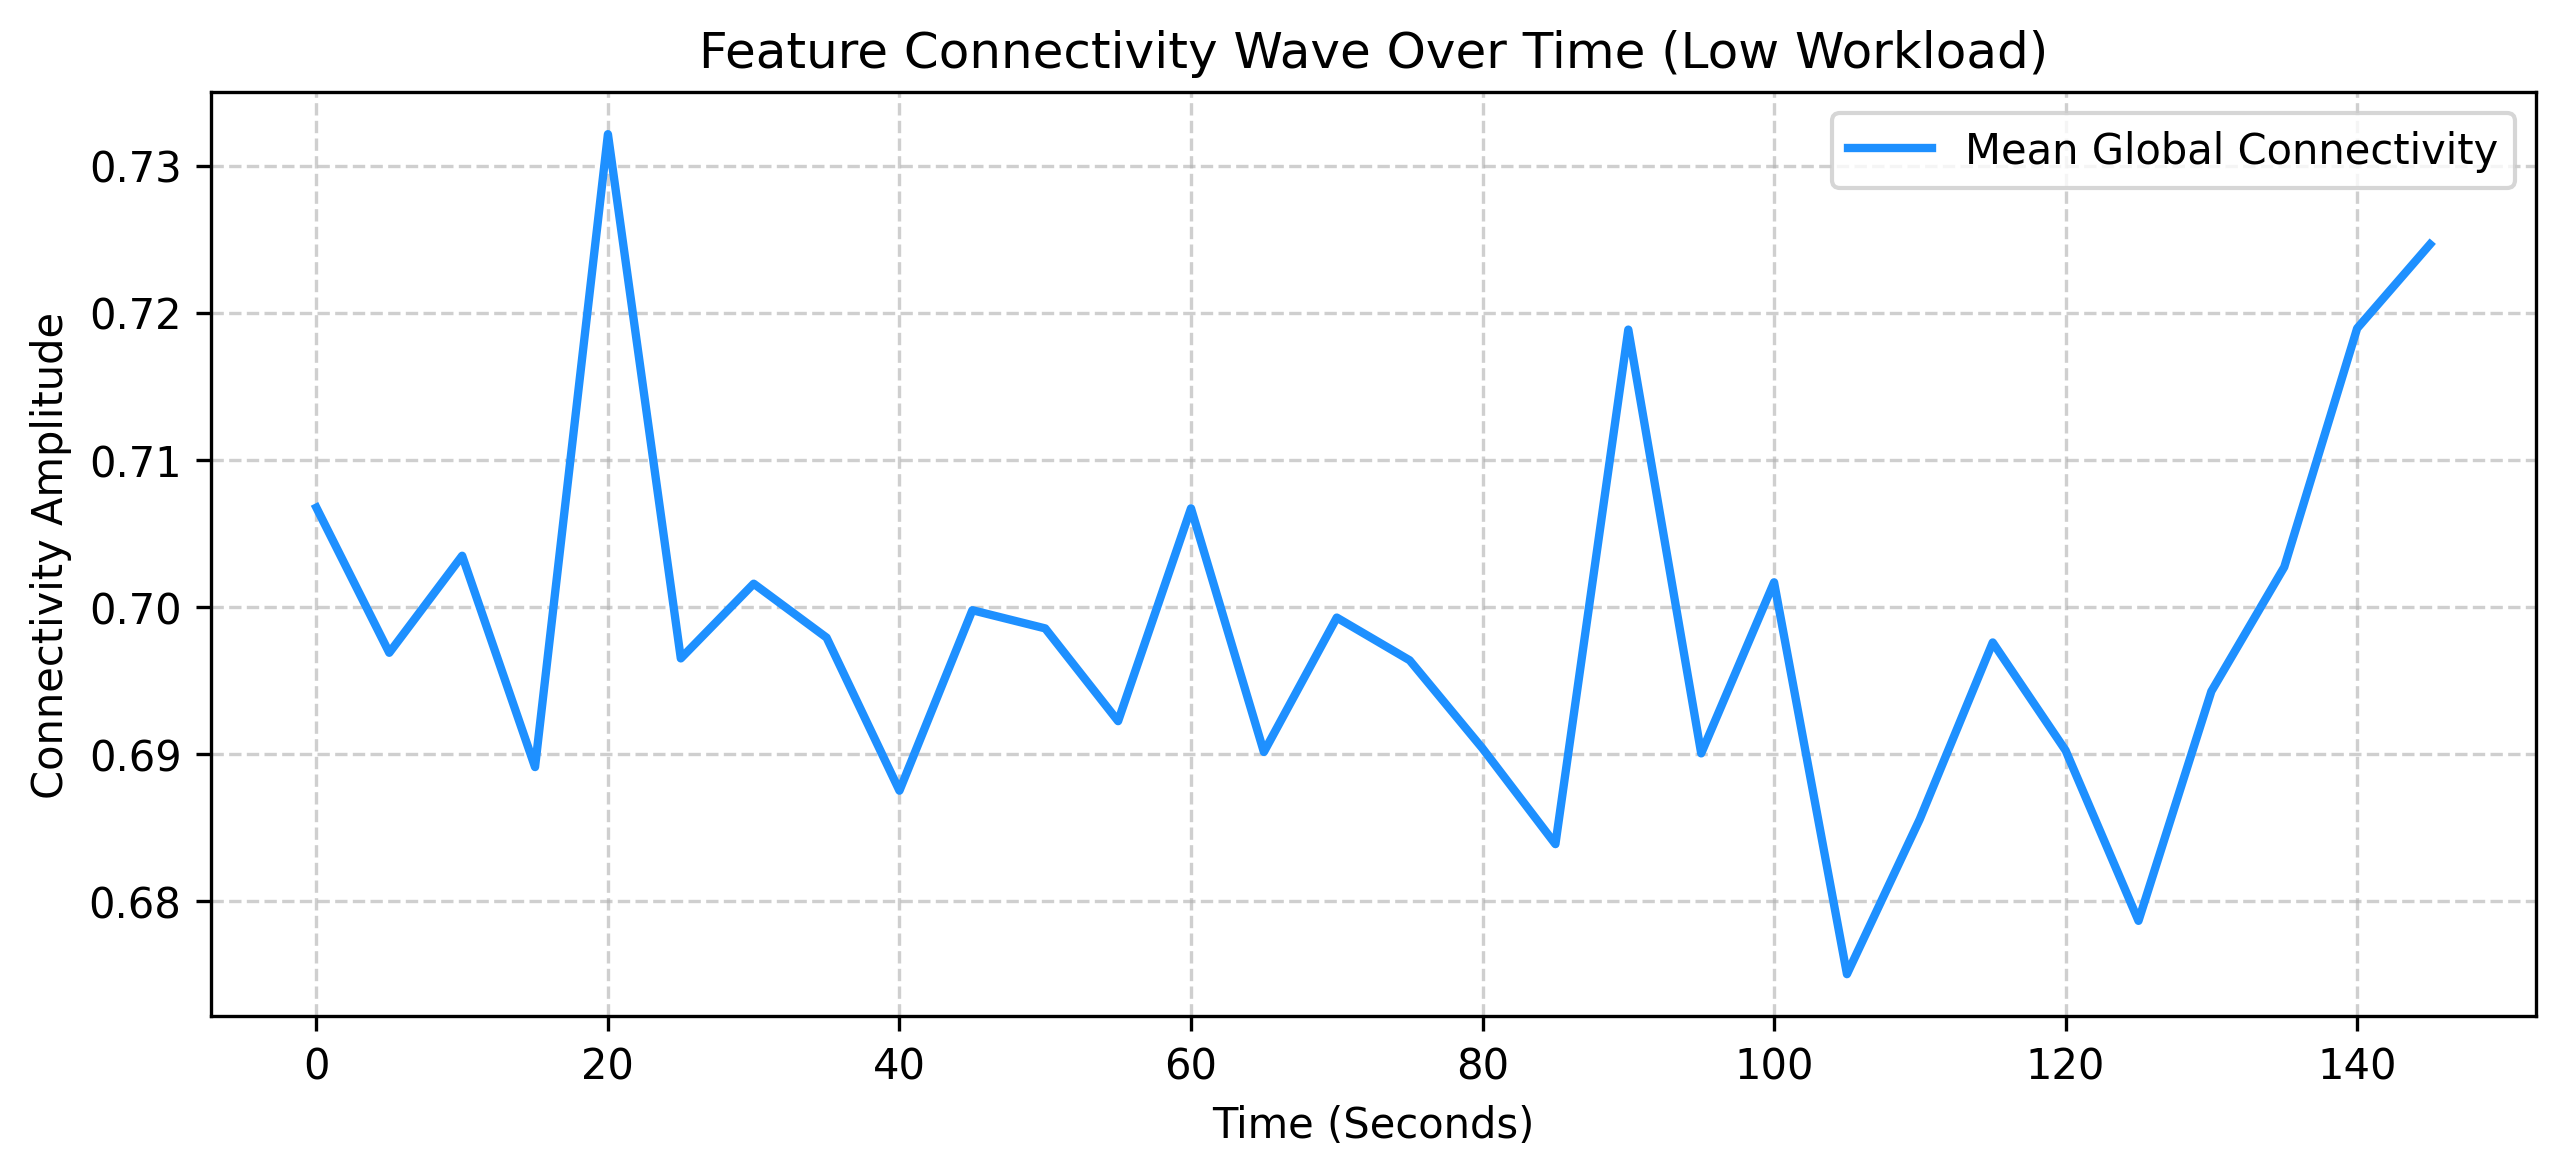 Feature Connectivity Wave Over Time (Low Workload)
Mean Global Connectivity
Connectivity Amplitude
0.73
0.72
0.71
0.70
0.69
0.68
0 20 40 60 80 100 120 140
Time (Seconds)